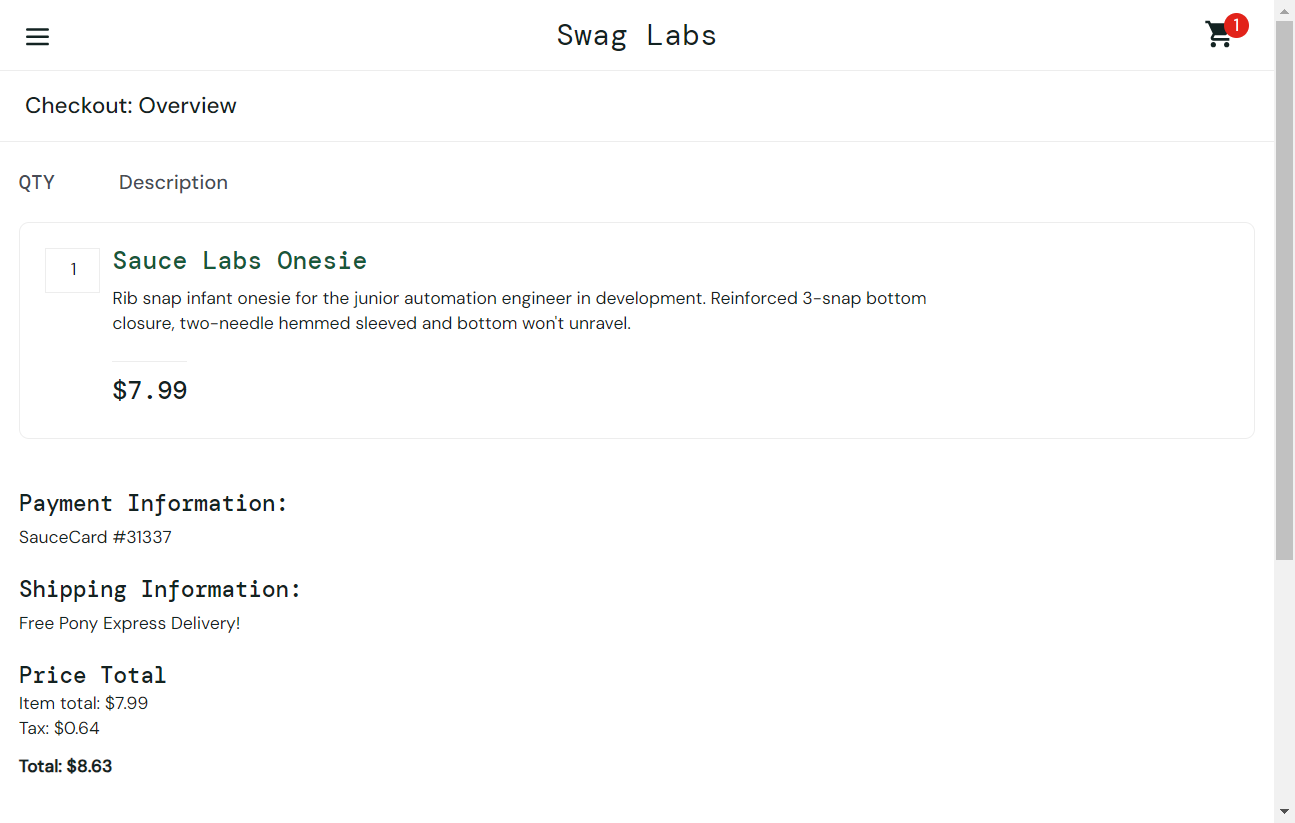 Swag Labs
1
Checkout: Overview
QTY Description
1
Sauce Labs Onesie
Rib snap infant onesie for the junior automation engineer in development. Reinforced 3-snap bottom
closure, two-needle hemmed sleeved and bottom won't unravel.
$7.99
Payment Information:
SauceCard #31337
Shipping Information:
Free Pony Express Delivery!
Price Total
Item total: $7.99
Tax: $0.64
Total: $8.63